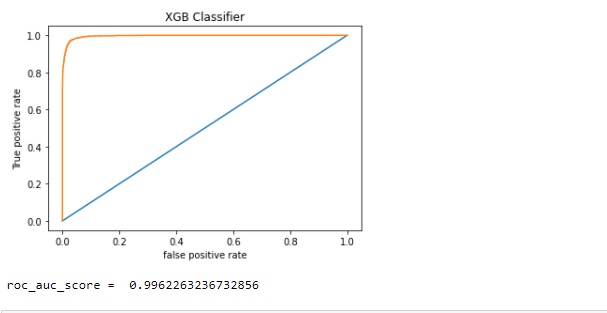 XGB Classifier
1.0
0.8
0.6
0.4
0.2
0.0
True positive rate
0.0 0.2 0.4 0.6 0.8 1.0
false positive rate
roc_auc_score = 0.9962263236732856